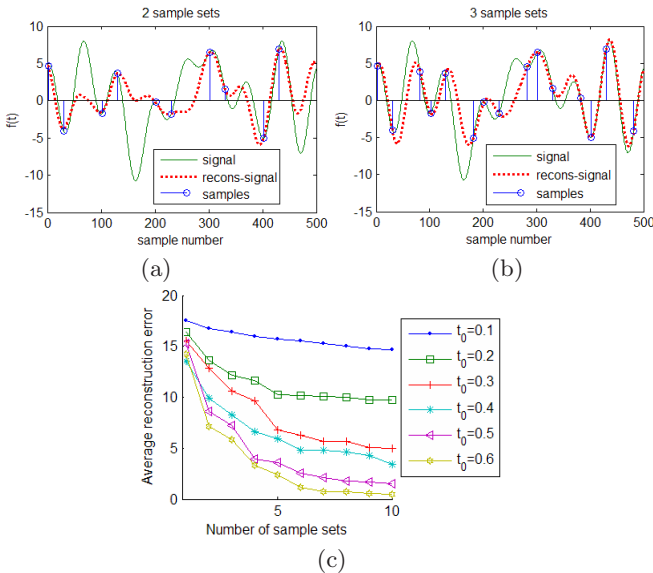 2 sample sets
10
5
0
-5
-10
-15
f(t)
signal
recons-signal
samples
0 100 200 300 400 500
sample number
(a)
3 sample sets
10
5
0
-5
-10
-15
f(t)
signal
recons-signal
samples
0 100 200 300 400 500
sample number
(b)
20
15
10
5
0
Average reconstruction error
5 10
Number of sample sets
t₀=0.1
t₀=0.2
t₀=0.3
t₀=0.4
t₀=0.5
t₀=0.6
(c)